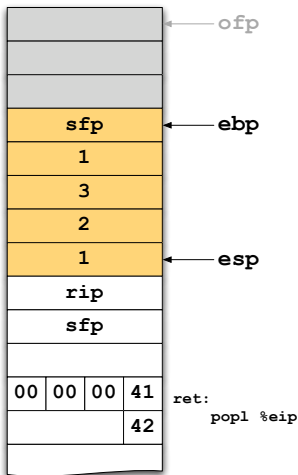 ofp
sfp ebp
1
3
2
1 esp
rip
sfp
00 00 00 41 ret:
popl %eip
42